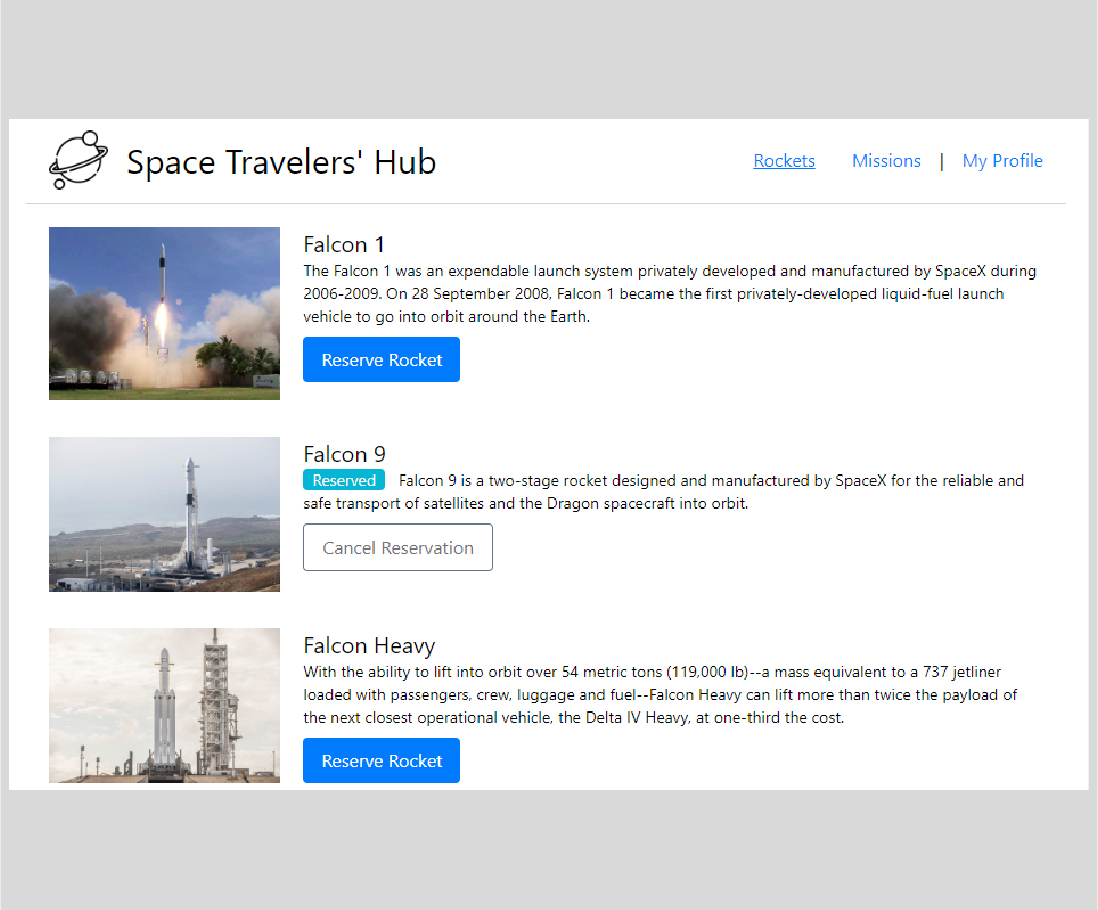 Space Travelers' Hub
Rockets Missions | My Profile
Falcon 1
The Falcon 1 was an expendable launch system privately developed and manufactured by SpaceX during
2006-2009. On 28 September 2008, Falcon 1 became the first privately-developed liquid-fuel launch
vehicle to go into orbit around the Earth.
Reserve Rocket
Falcon 9
Reserved Falcon 9 is a two-stage rocket designed and manufactured by SpaceX for the reliable and
safe transport of satellites and the Dragon spacecraft into orbit.
Cancel Reservation
Falcon Heavy
With the ability to lift into orbit over 54 metric tons (119,000 lb)--a mass equivalent to a 737 jetliner
loaded with passengers, crew, luggage and fuel--Falcon Heavy can lift more than twice the payload of
the next closest operational vehicle, the Delta IV Heavy, at one-third the cost.
Reserve Rocket